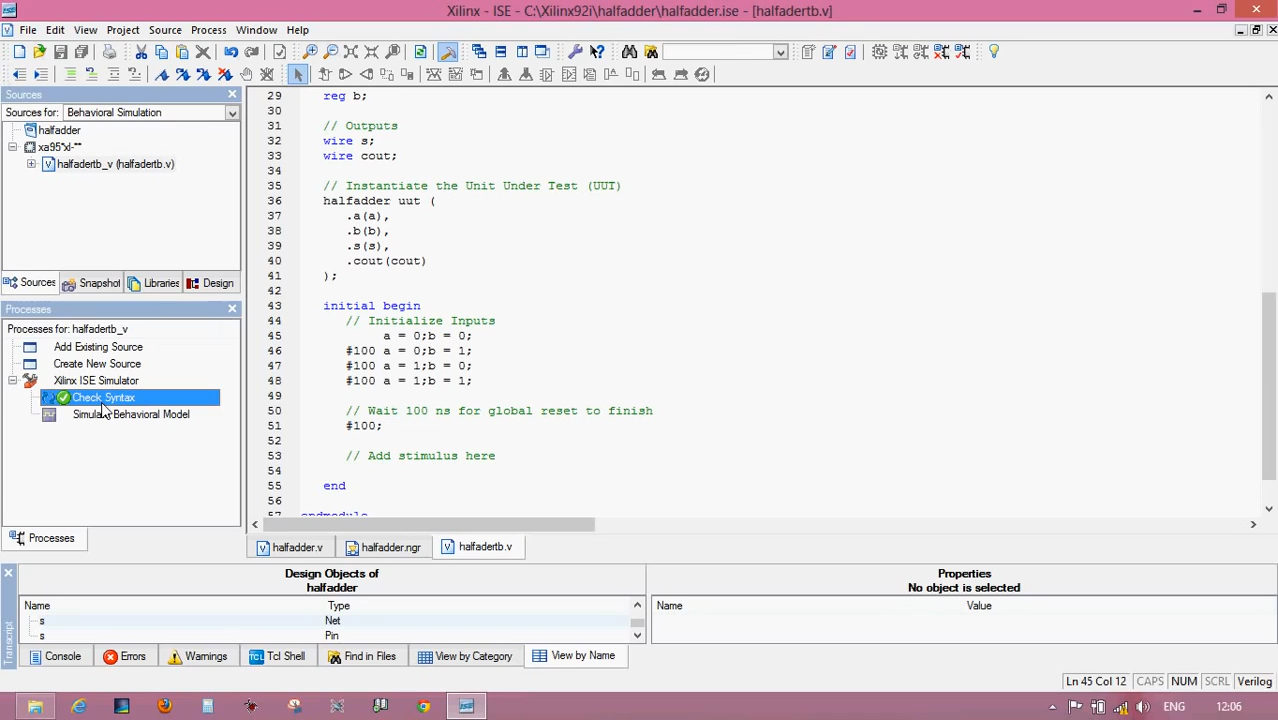 Xilinx - ISE - C:\Xilinx92i\halfadder\halfadder.ise - [halfadertb.v]
File Edit View Project Source Process Window Help
Sources
Sources for: Behavioral Simulation
halfadder
xa95*xl-**
halfadertb_v (halfadertb.v)
Sources Snapshot Libraries Design
Processes
Processes for: halfadertb_v
Add Existing Source
Create New Source
Xilinx ISE Simulator
Check Syntax
Simulate Behavioral Model
Processes
29 reg b;
30
31 // Outputs
32 wire s;
33 wire cout;
34
35 // Instantiate the Unit Under Test (UUT)
36 halfadder uut (
37 .a(a),
38 .b(b),
39 .s(s),
40 .cout(cout)
41 );
42
43 initial begin
44 // Initialize Inputs
45 a = 0;b = 0;
46 #100 a = 0;b = 1;
47 #100 a = 1;b = 0;
48 #100 a = 1;b = 1;
49
50 // Wait 100 ns for global reset to finish
51 #100;
52
53 // Add stimulus here
54
55 end
56
57 endmodule
halfadder.v halfadder.ngr halfadertb.v
Transcript
Design Objects of
halfadder
Name Type
s Net
s Pin
Properties
No object is selected
Name Value
Console Errors Warnings Tcl Shell Find in Files View by Category View by Name
Ln 45 Col 12 CAPS NUM SCRL Verilog
ENG 12:06